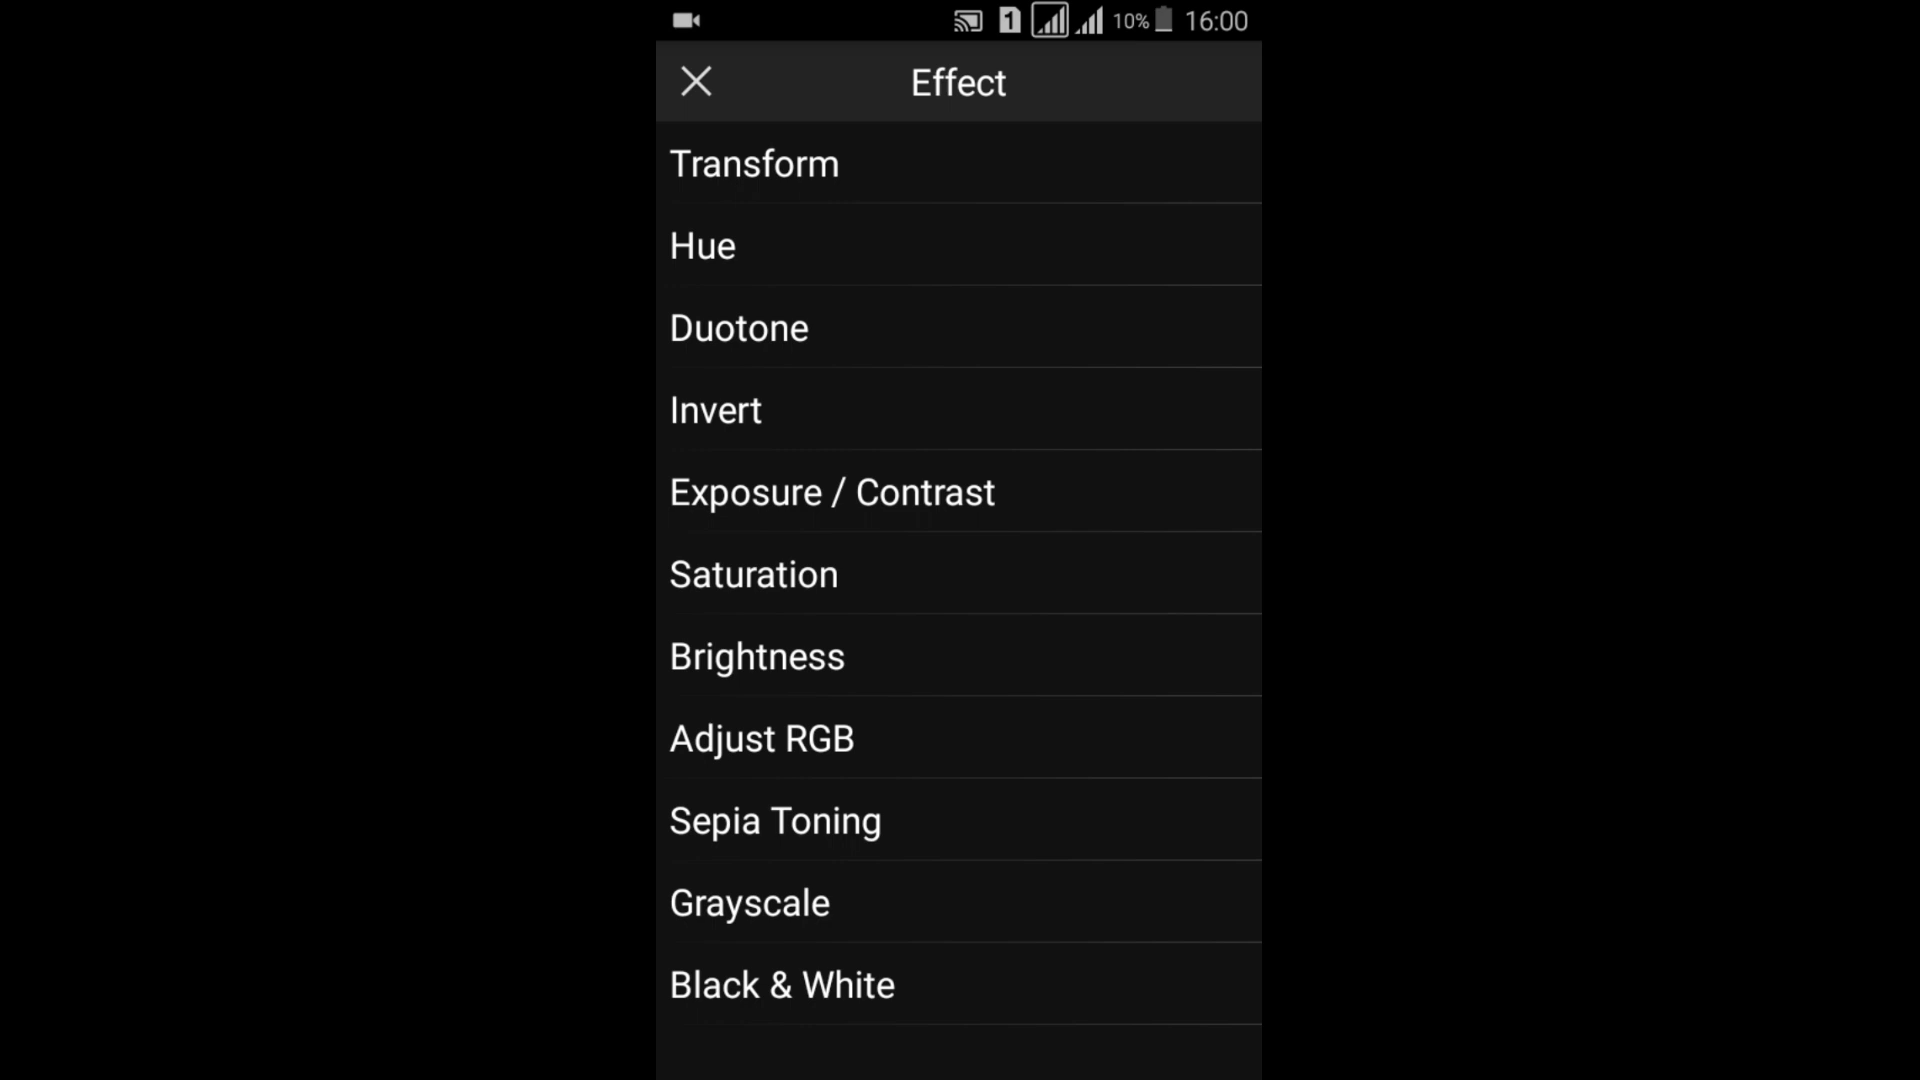 1 10% 16:00
Effect
Transform
Hue
Duotone
Invert
Exposure / Contrast
Saturation
Brightness
Adjust RGB
Sepia Toning
Grayscale
Black & White